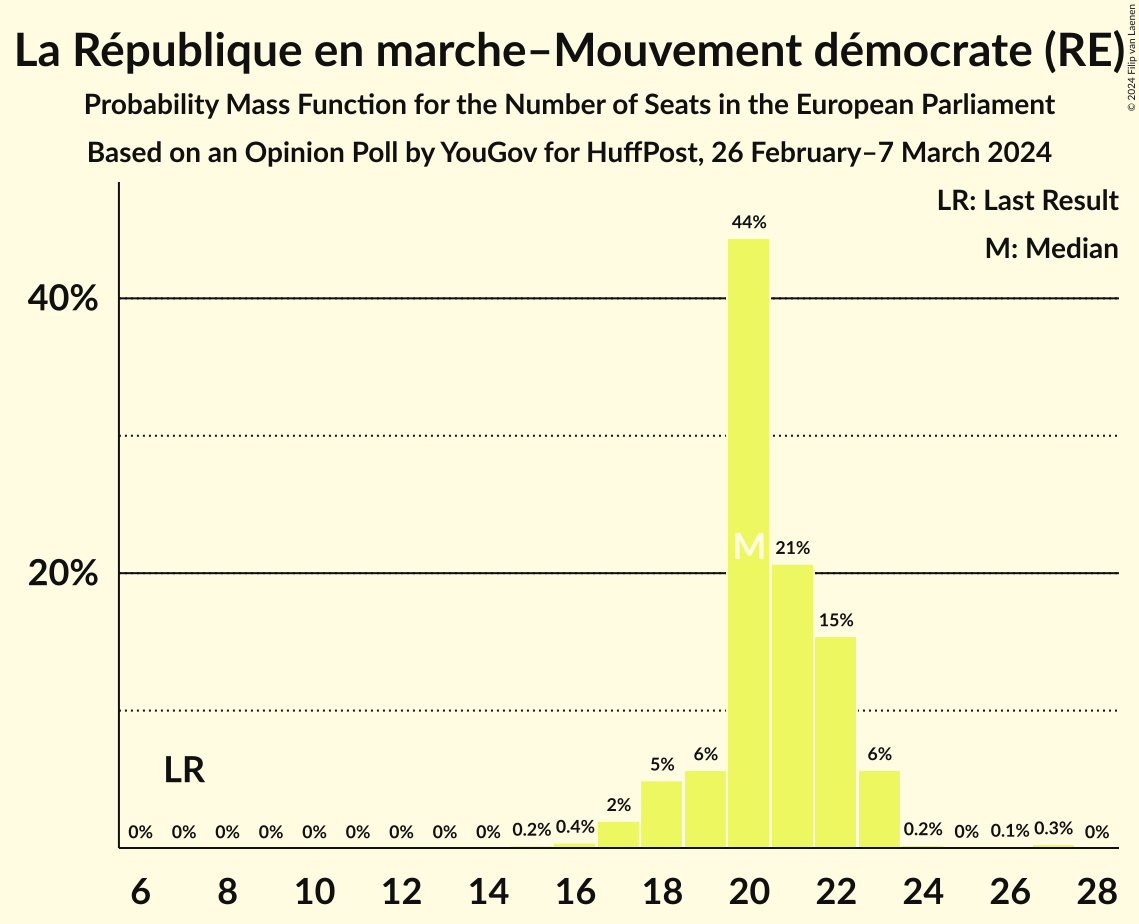 La République en marche–Mouvement démocrate (RE)
© 2024 Filip van Laenen
Probability Mass Function for the Number of Seats in the European Parliament
Based on an Opinion Poll by YouGov for HuffPost, 26 February–7 March 2024
LR: Last Result
M: Median
44%
40%
M
21%
20%
15%
LR
6%
6%
5%
2%
0% 0% 0% 0% 0% 0% 0% 0% 0% 0.2% 0.4% 0.2% 0% 0.1% 0.3% 0%
6 8 10 12 14 16 18 20 22 24 26 28